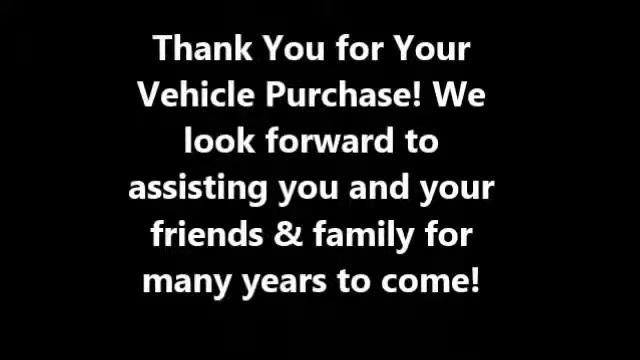 Thank You for Your
Vehicle Purchase! We
look forward to
assisting you and your
friends & family for
many years to come!